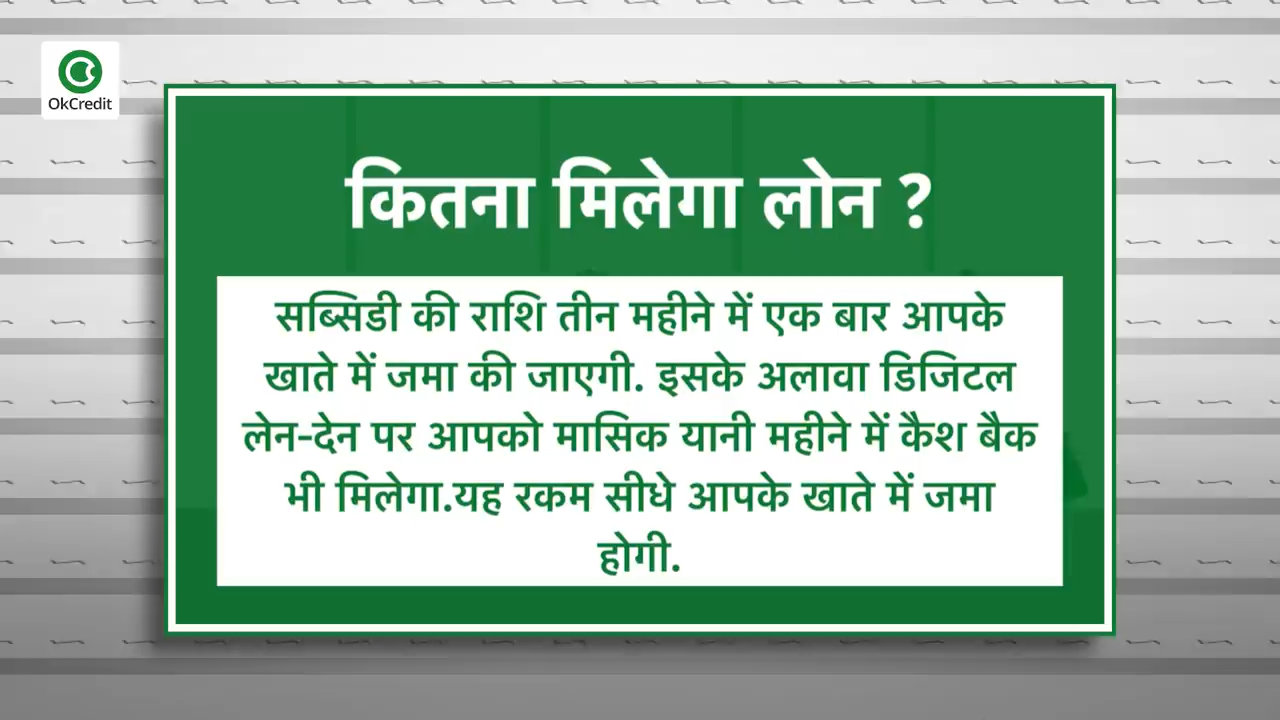 OkCredit
कितना मिलेगा लोन ?
सब्सिडी की राशि तीन महीने में एक बार आपके
खाते में जमा की जाएगी. इसके अलावा डिजिटल
लेन-देन पर आपको मासिक यानी महीने में कैश बैक
भी मिलेगा.यह रकम सीधे आपके खाते में जमा
होगी.